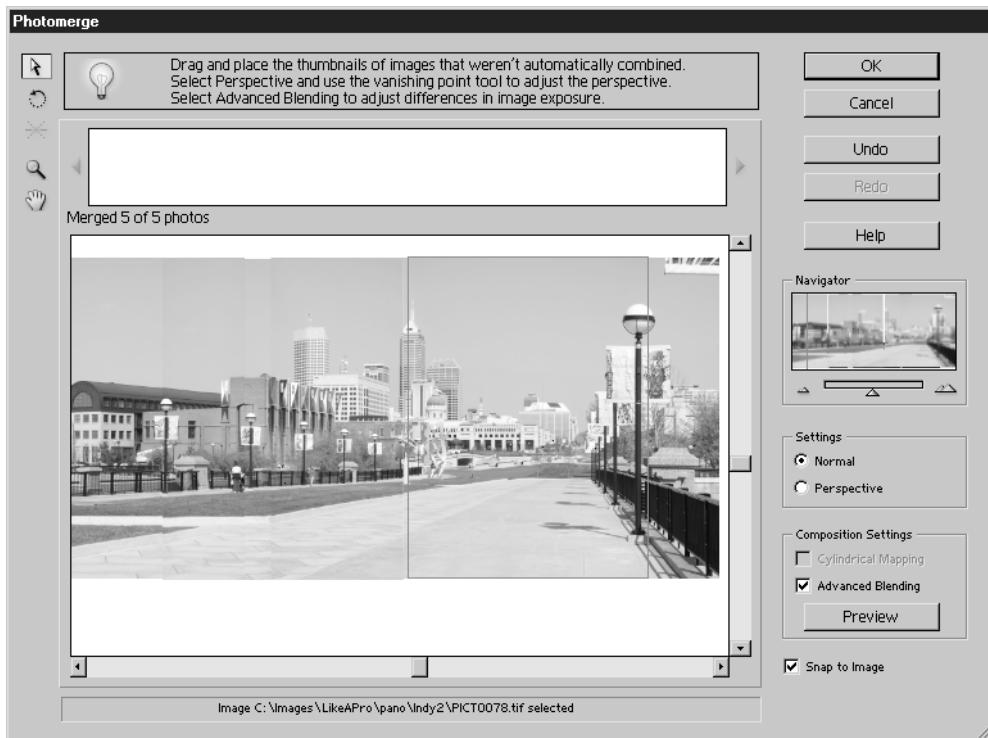 Photomerge
Drag and place the thumbnails of images that weren't automatically combined.
Select Perspective and use the vanishing point tool to adjust the perspective.
Select Advanced Blending to adjust differences in image exposure.
OK
Cancel
Undo
Redo
Help
Merged 5 of 5 photos
Navigator
Settings
Normal
Perspective
Composition Settings
Cylindrical Mapping
Advanced Blending
Preview
Snap to Image
Image C:\Images\LikeAPro\pano\Indy2\PICT0078.tif selected